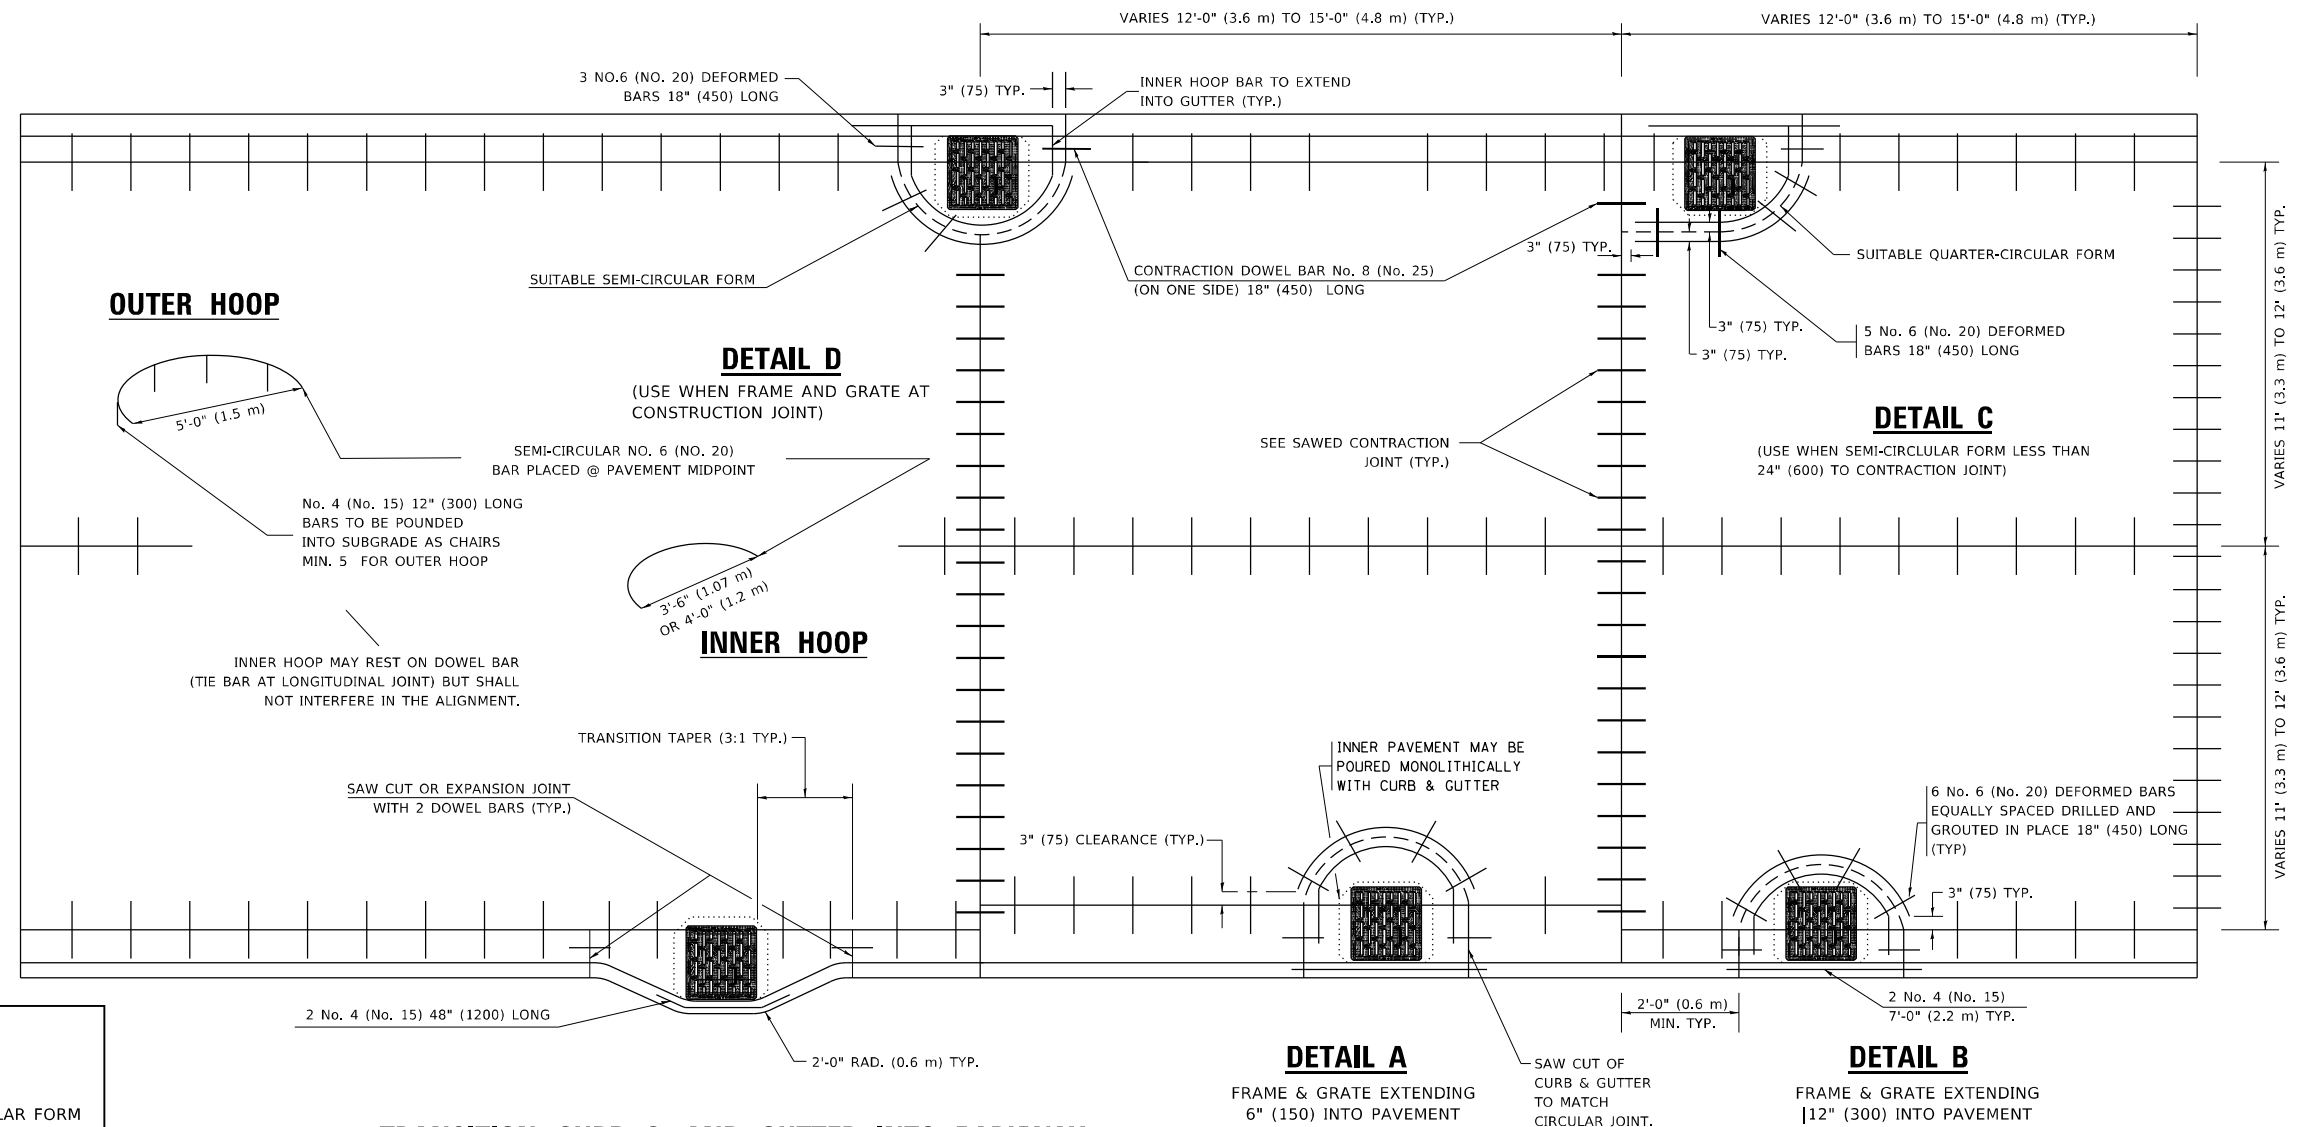 VARIES 12'-0" (3.6 m) TO 15'-0" (4.8 m) (TYP.)
VARIES 12'-0" (3.6 m) TO 15'-0" (4.8 m) (TYP.)
3 NO.6 (NO. 20) DEFORMED
BARS 18" (450) LONG
3" (75) TYP.
INNER HOOP BAR TO EXTEND
INTO GUTTER (TYP.)
SUITABLE SEMI-CIRCULAR FORM
CONTRACTION DOWEL BAR No. 8 (No. 25)
(ON ONE SIDE) 18" (450) LONG
3" (75) TYP.
SUITABLE QUARTER-CIRCULAR FORM
3" (75) TYP.
3" (75) TYP.
5 No. 6 (No. 20) DEFORMED
BARS 18" (450) LONG
VARIES 11' (3.3 m) TO 12' (3.6 m) TYP.
OUTER HOOP
5'-0" (1.5 m)
DETAIL D
(USE WHEN FRAME AND GRATE AT
CONSTRUCTION JOINT)
SEMI-CIRCULAR NO. 6 (NO. 20)
BAR PLACED @ PAVEMENT MIDPOINT
No. 4 (No. 15) 12" (300) LONG
BARS TO BE POUNDED
INTO SUBGRADE AS CHAIRS
MIN. 5 FOR OUTER HOOP
SEE SAWED CONTRACTION
JOINT (TYP.)
DETAIL C
(USE WHEN SEMI-CIRCLULAR FORM LESS THAN
24" (600) TO CONTRACTION JOINT)
3'-6" (1.07 m)
OR 4'-0" (1.2 m)
INNER HOOP
INNER HOOP MAY REST ON DOWEL BAR
(TIE BAR AT LONGITUDINAL JOINT) BUT SHALL
NOT INTERFERE IN THE ALIGNMENT.
VARIES 11' (3.3 m) TO 12' (3.6 m) TYP.
TRANSITION TAPER (3:1 TYP.)
SAW CUT OR EXPANSION JOINT
WITH 2 DOWEL BARS (TYP.)
INNER PAVEMENT MAY BE
POURED MONOLITHICALLY
WITH CURB & GUTTER
3" (75) CLEARANCE (TYP.)
6 No. 6 (No. 20) DEFORMED BARS
EQUALLY SPACED DRILLED AND
GROUTED IN PLACE 18" (450) LONG
(TYP)
3" (75) TYP.
2 No. 4 (No. 15) 48" (1200) LONG
2'-0" RAD. (0.6 m) TYP.
2'-0" (0.6 m)
MIN. TYP.
2 No. 4 (No. 15)
7'-0" (2.2 m) TYP.
DETAIL A
FRAME & GRATE EXTENDING
6" (150) INTO PAVEMENT
SAW CUT OF
CURB & GUTTER
TO MATCH
CIRCULAR JOINT.
DETAIL B
FRAME & GRATE EXTENDING
12" (300) INTO PAVEMENT
LAR FORM